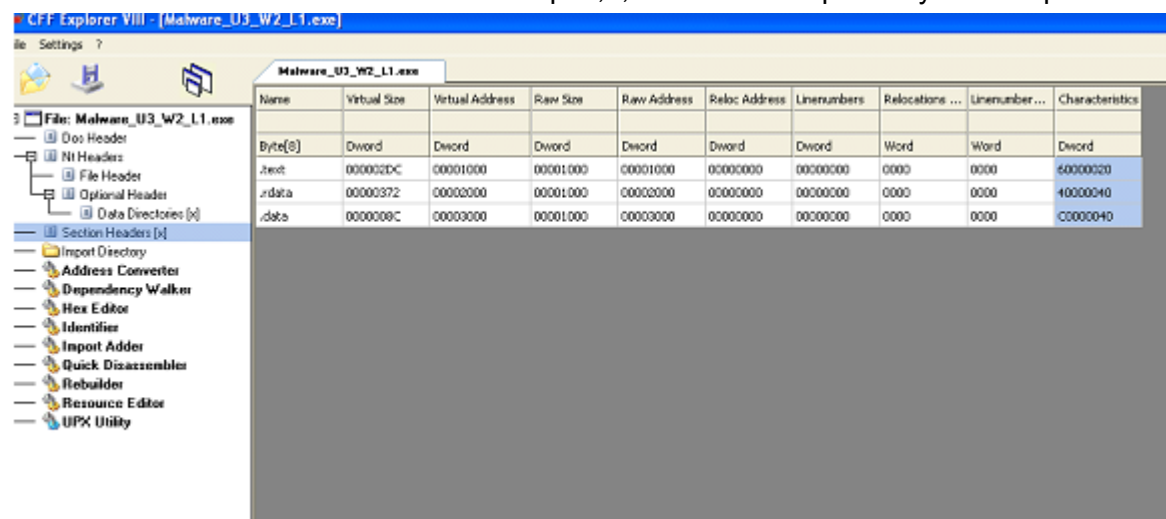 CFF Explorer VIII - [Malware_U3_W2_L1.exe]
Settings ?
Malware_U3_W2_L1.exe
File: Malware_U3_W2_L1.exe
Dos Header
Nt Headers
File Header
Optional Header
Data Directories [x]
Section Headers [x]
Import Directory
Address Converter
Dependency Walker
Hex Editor
Identifier
Import Adder
Quick Disassembler
Rebuilder
Resource Editor
UPX Utility
Name Virtual Size Virtual Address Raw Size Raw Address Reloc Address Linenumbers Relocations ... Linenumber... Characteristics
Byte[8] Dword Dword Dword Dword Dword Dword Word Word Dword
.text 000002DC 00001000 00001000 00001000 00000000 00000000 0000 0000 60000020
.rdata 00000372 00002000 00001000 00002000 00000000 00000000 0000 0000 40000040
.data 0000008C 00003000 00001000 00003000 00000000 00000000 0000 0000 C0000040